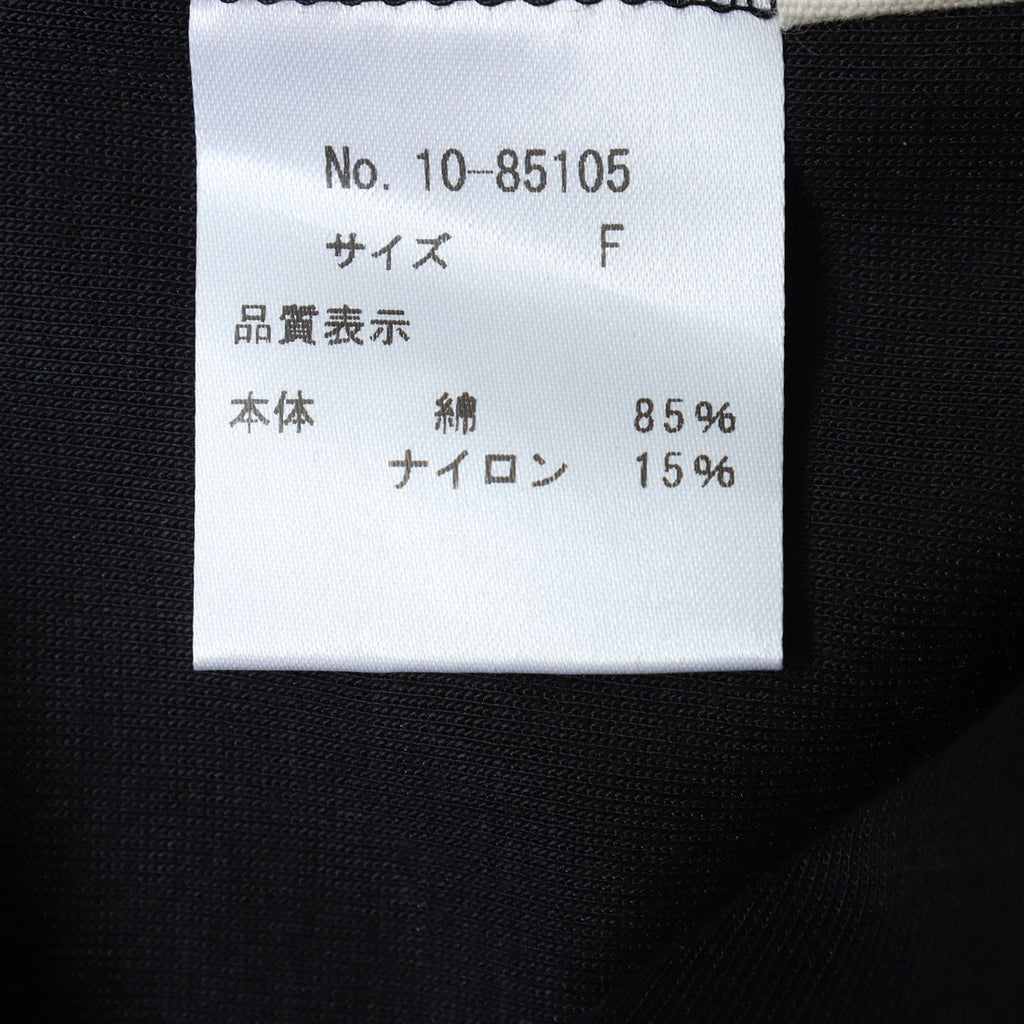 No. 10-85105
サイズ F
品質表示
本体 綿 85%
ナイロン 15%